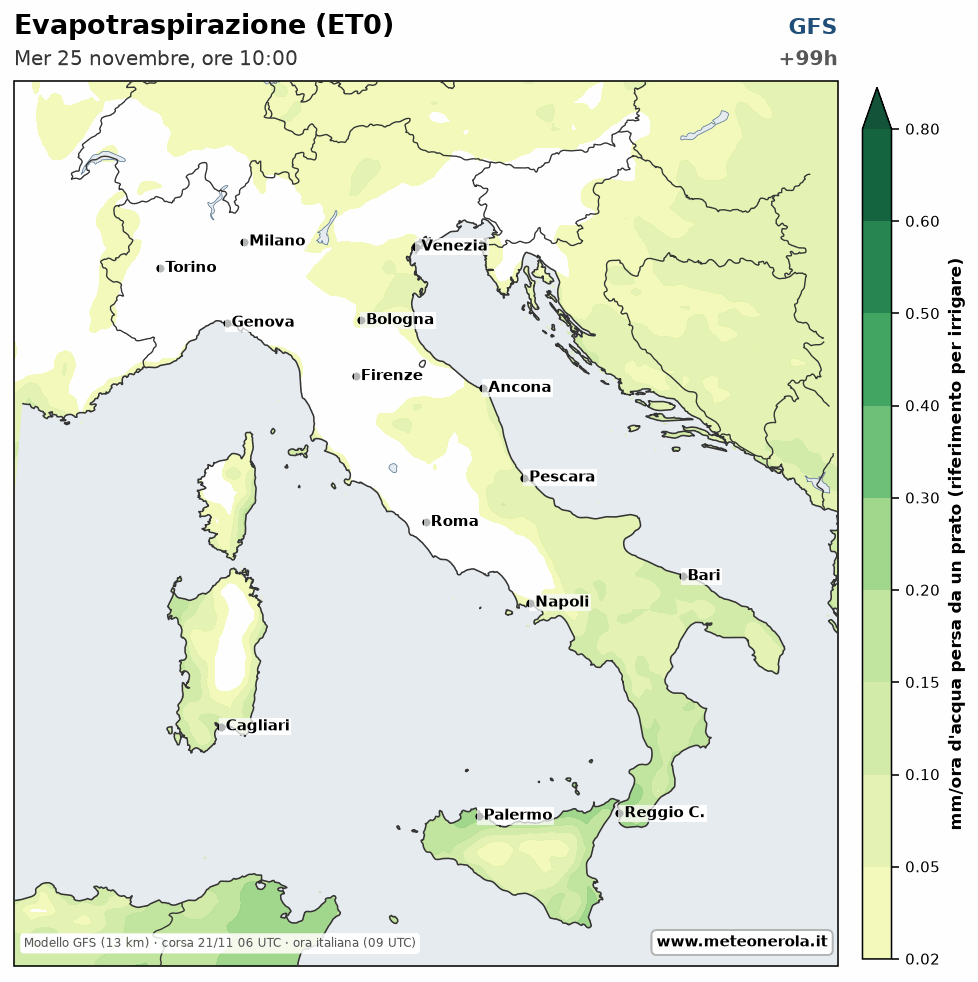 Evapotraspirazione (ET0)
GFS
Mer 25 novembre, ore 10:00
+99h
0.80
0.60
0.50
0.40
0.30
0.20
0.15
0.10
0.05
0.02
mm/ora d'acqua persa da un prato (riferimento per irrigare)
Milano
Venezia
Torino
Genova
Bologna
Firenze
Ancona
Pescara
Roma
Bari
Napoli
Cagliari
Palermo
Reggio C.
Modello GFS (13 km) · corsa 21/11 06 UTC · ora italiana (09 UTC)
www.meteonerola.it